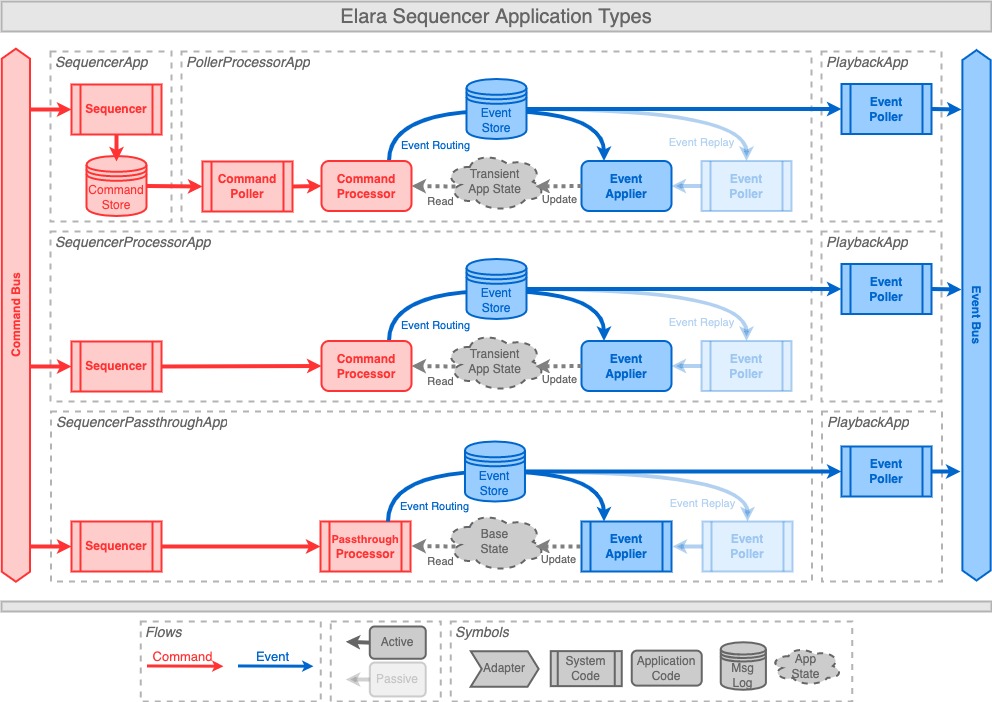 Elara Sequencer Application Types
Command Bus
SequencerApp
Sequencer
Command
Store
PollerProcessorApp
Command
Poller
Command
Processor
Event Routing
Event
Store
Transient
App State
Read
Update
Event
Applier
Event Replay
Event
Poller
PlaybackApp
Event
Poller
SequencerProcessorApp
Sequencer
Command
Processor
Event Routing
Event
Store
Transient
App State
Read
Update
Event
Applier
Event Replay
Event
Poller
PlaybackApp
Event
Poller
SequencerPassthroughApp
Sequencer
Passthrough
Processor
Event Routing
Event
Store
Base
State
Read
Update
Event
Applier
Event Replay
Event
Poller
PlaybackApp
Event
Poller
Event Bus
Flows
Command
Event
Active
Passive
Symbols
Adapter
System
Code
Application
Code
Msg
Log
App
State